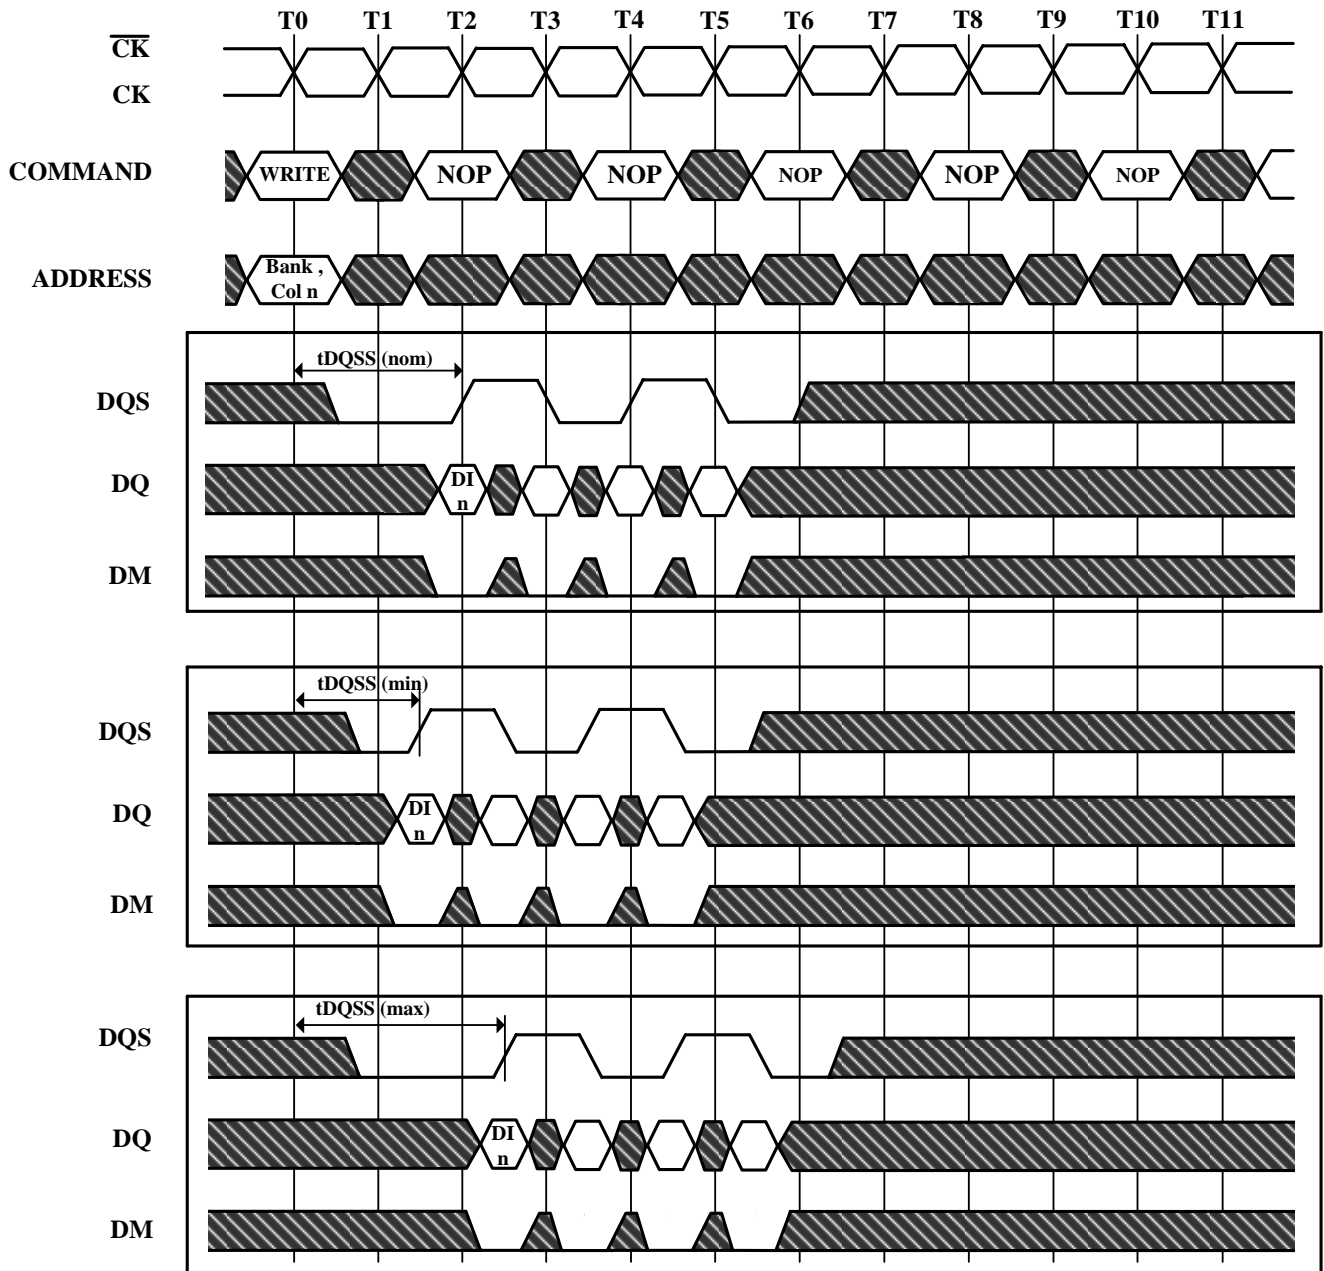 T0 T1 T2 T3 T4 T5 T6 T7 T8 T9 T10 T11
CK
CK
COMMAND WRITE NOP NOP NOP NOP NOP
ADDRESS Bank ,
Col n
tDQSS (nom)
DQS
DQ DI
n
DM
tDQSS (min)
DQS
DQ DI
n
DM
tDQSS (max)
DQS
DQ DI
n
DM